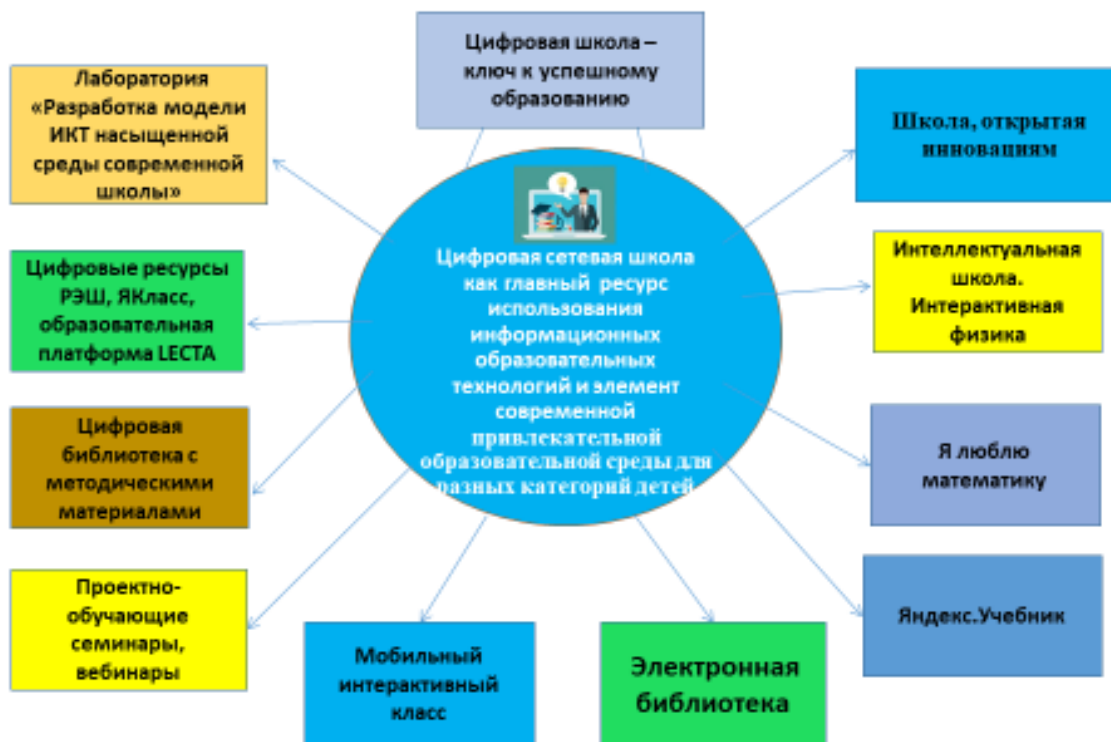 Цифровая школа –
ключ к успешному
образованию
Лаборатория
«Разработка модели
ИКТ насыщенной
среды современной
школы»
Школа, открытая
инновациям
Цифровые ресурсы
РЭШ, ЯКласс,
образовательная
платформа LECTA
Цифровая сетевая школа
как главный ресурс
использования
информационных
образовательных
технологий и элемент
современной
привлекательной
образовательной среды для
разных категорий детей
Интеллектуальная
школа.
Интерактивная
физика
Цифровая
библиотека с
методическими
материалами
Я люблю
математику
Проектно-
обучающие
семинары,
вебинары
Мобильный
интерактивный
класс
Электронная
библиотека
Яндекс.Учебник